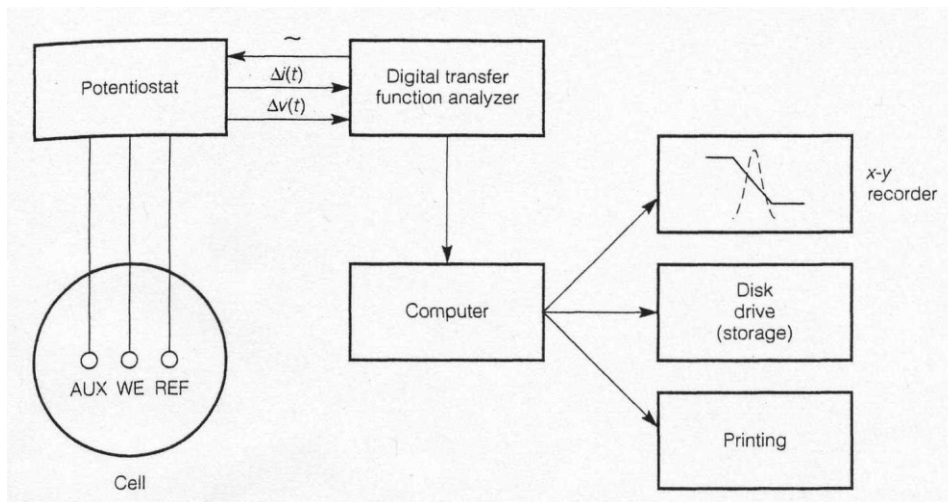 Potentiostat
~
Δi(t)
Δv(t)
Digital transfer
function analyzer
x-y
recorder
Computer
Disk
drive
(storage)
AUX WE REF
Printing
Cell